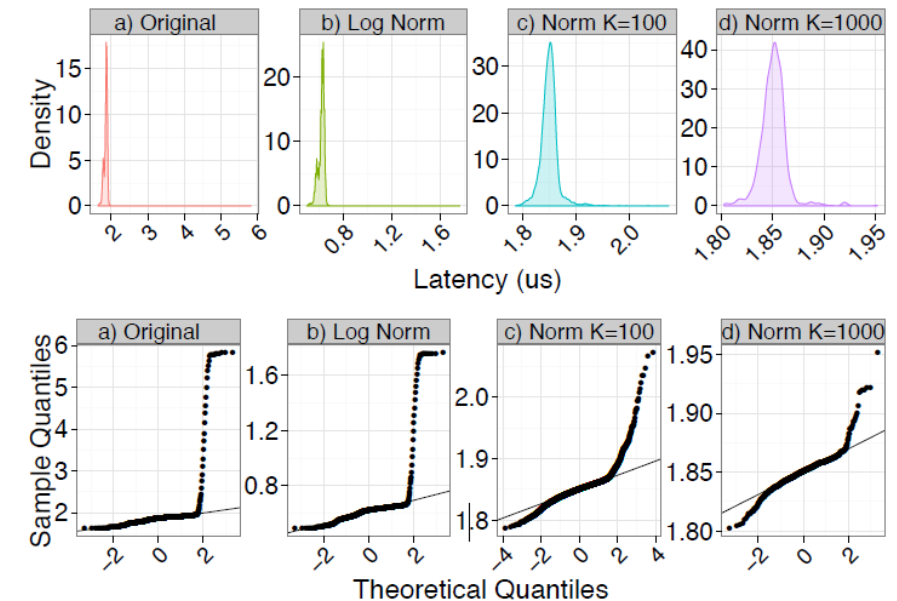 a) Original b) Log Norm c) Norm K=100 d) Norm K=1000
Density
15
10
5
0
20
10
0
30
20
10
0
40
30
20
10
0
2 3 4 5 6
0.8 1.2 1.6
1.8 1.9 2.0
1.80 1.85 1.90 1.95
Latency (us)
a) Original b) Log Norm c) Norm K=100 d) Norm K=1000
Sample Quantiles
6
5
4
3
2
1.6
1.2
0.8
2.0
1.9
1.8
1.95
1.90
1.85
1.80
−2 0 2
−2 0 2
−4 −2 0 2 4
−2 0 2
Theoretical Quantiles